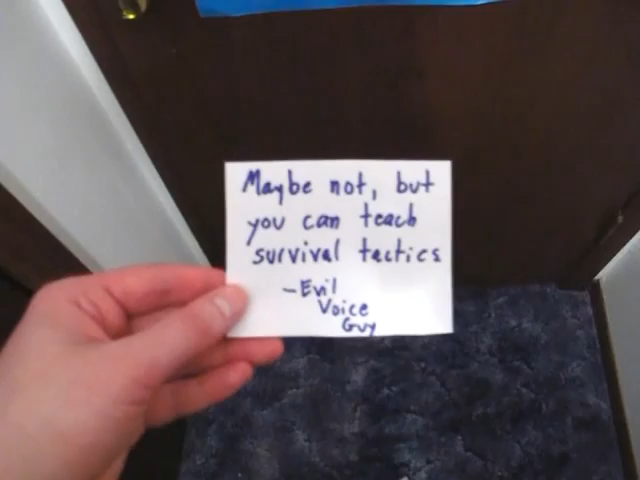 Maybe not, but
you can teach
survival tactics
-Evil
Voice
Guy